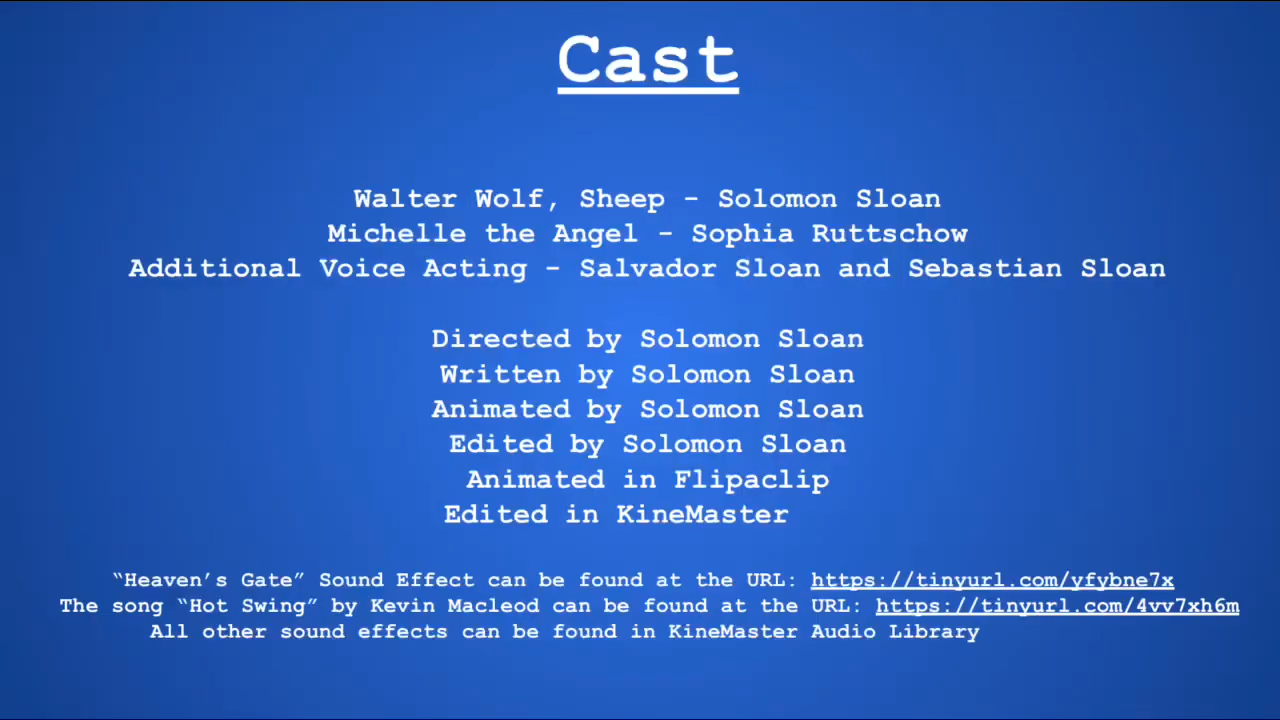 Cast
Walter Wolf, Sheep - Solomon Sloan
Michelle the Angel - Sophia Ruttschow
Additional Voice Acting - Salvador Sloan and Sebastian Sloan
Directed by Solomon Sloan
Written by Solomon Sloan
Animated by Solomon Sloan
Edited by Solomon Sloan
Animated in Flipaclip
Edited in KineMaster
“Heaven’s Gate” Sound Effect can be found at the URL: https://tinyurl.com/yfybne7x
The song “Hot Swing” by Kevin Macleod can be found at the URL: https://tinyurl.com/4vv7xh6m
All other sound effects can be found in KineMaster Audio Library